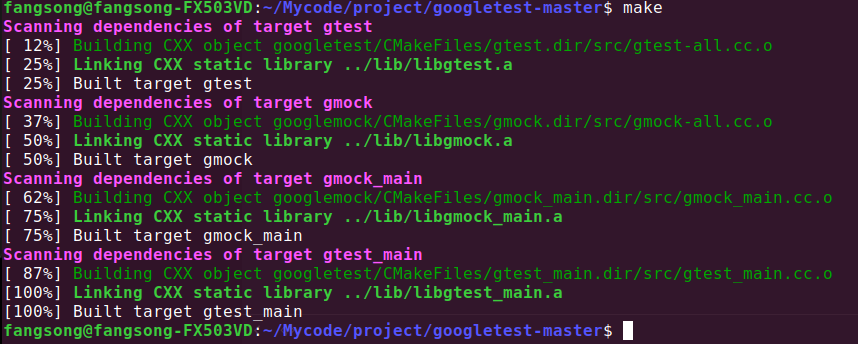 fangsong@fangsong-FX503VD:~/Mycode/project/googletest-master$ make
Scanning dependencies of target gtest
[ 12%] Building CXX object googletest/CMakeFiles/gtest.dir/src/gtest-all.cc.o
[ 25%] Linking CXX static library ../lib/libgtest.a
[ 25%] Built target gtest
Scanning dependencies of target gmock
[ 37%] Building CXX object googlemock/CMakeFiles/gmock.dir/src/gmock-all.cc.o
[ 50%] Linking CXX static library ../lib/libgmock.a
[ 50%] Built target gmock
Scanning dependencies of target gmock_main
[ 62%] Building CXX object googlemock/CMakeFiles/gmock_main.dir/src/gmock_main.cc.o
[ 75%] Linking CXX static library ../lib/libgmock_main.a
[ 75%] Built target gmock_main
Scanning dependencies of target gtest_main
[ 87%] Building CXX object googletest/CMakeFiles/gtest_main.dir/src/gtest_main.cc.o
[100%] Linking CXX static library ../lib/libgtest_main.a
[100%] Built target gtest_main
fangsong@fangsong-FX503VD:~/Mycode/project/googletest-master$